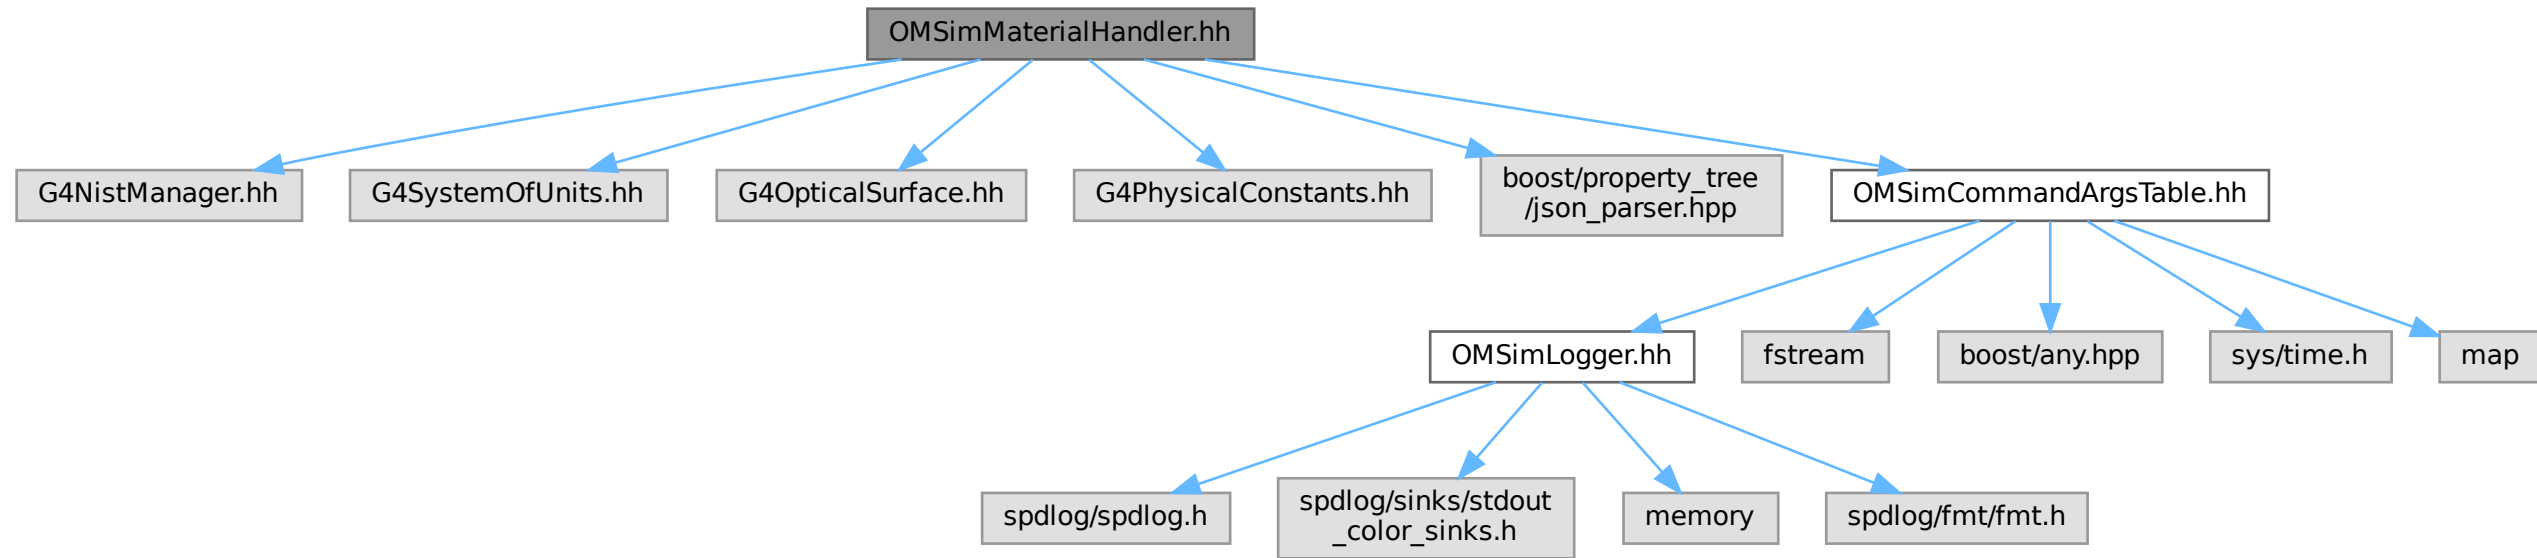 OMSimMaterialHandler.hh
G4NistManager.hh
G4SystemOfUnits.hh
G4OpticalSurface.hh
G4PhysicalConstants.hh
boost/property_tree
/json_parser.hpp
OMSimCommandArgsTable.hh
OMSimLogger.hh
fstream
boost/any.hpp
sys/time.h
map
spdlog/spdlog.h
spdlog/sinks/stdout
_color_sinks.h
memory
spdlog/fmt/fmt.h